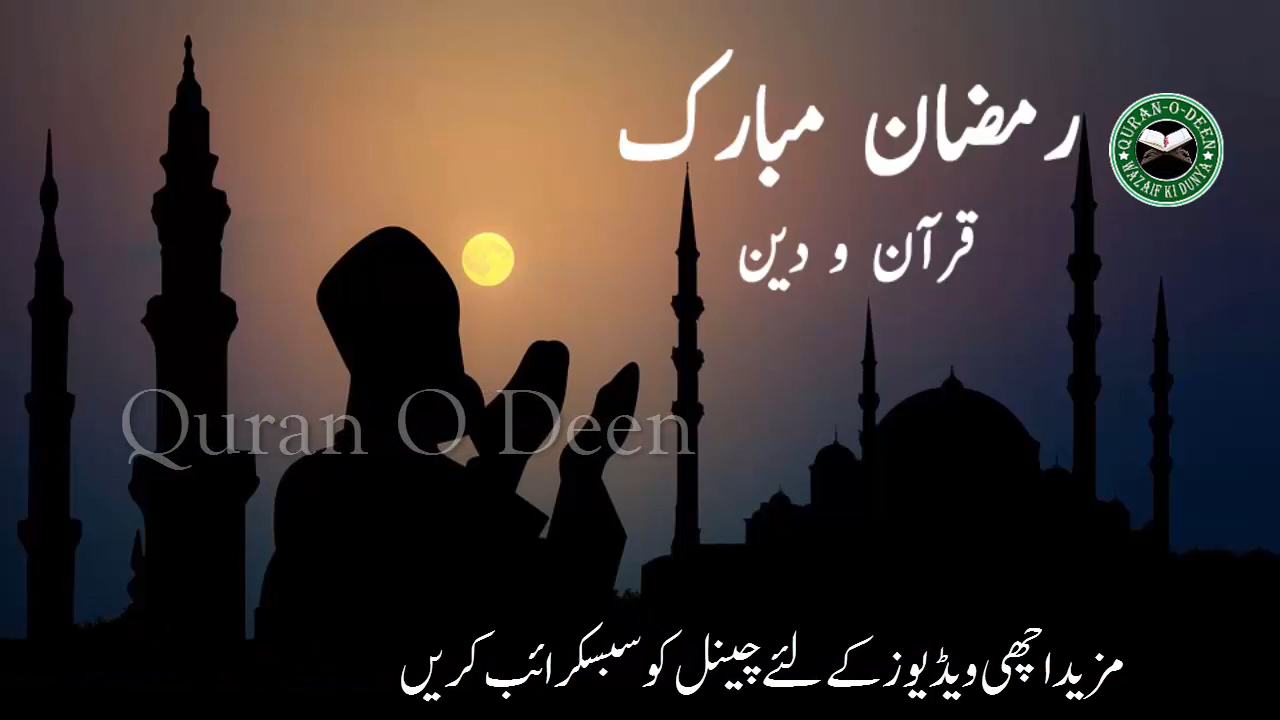 رمضان مبارک
QURAN-O-DEEN
WAZAIF KI DUNYA
قرآن و دین
Quran O Deen
مزید اچھی ویڈیوز کے لئے چینل کو سبسکرائب کریں